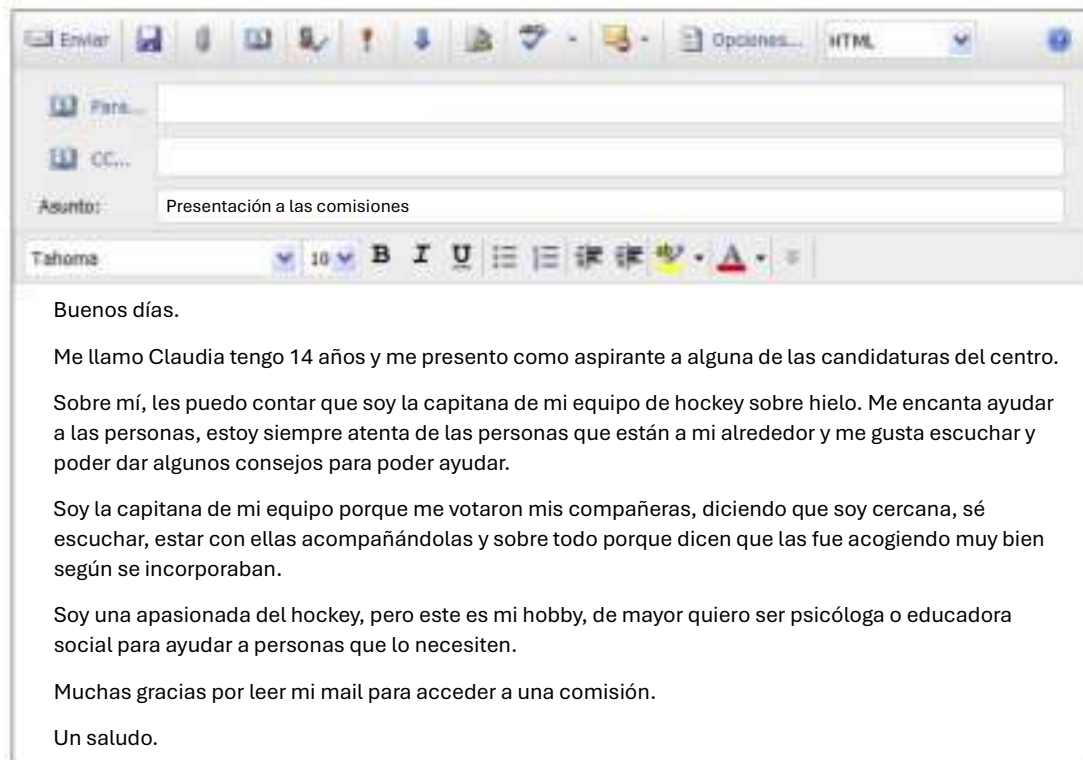 Enviar Opciones... HTML
Para...
CC...
Asunto: Presentación a las comisiones
Tahoma 10 B I U A
Buenos días.
Me llamo Claudia tengo 14 años y me presento como aspirante a alguna de las candidaturas del centro.
Sobre mí, les puedo contar que soy la capitana de mi equipo de hockey sobre hielo. Me encanta ayudar
a las personas, estoy siempre atenta de las personas que están a mi alrededor y me gusta escuchar y
poder dar algunos consejos para poder ayudar.
Soy la capitana de mi equipo porque me votaron mis compañeras, diciendo que soy cercana, sé
escuchar, estar con ellas acompañándolas y sobre todo porque dicen que las fue acogiendo muy bien
según se incorporaban.
Soy una apasionada del hockey, pero este es mi hobby, de mayor quiero ser psicóloga o educadora
social para ayudar a personas que lo necesiten.
Muchas gracias por leer mi mail para acceder a una comisión.
Un saludo.